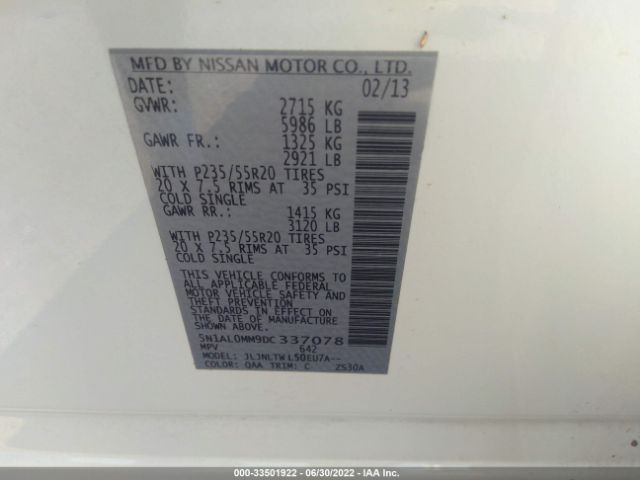 MFD BY NISSAN MOTOR CO., LTD.
DATE: 02/13
GVWR: 2715 KG
5986 LB
GAWR FR.: 1325 KG
2921 LB
WITH P235/55R20 TIRES
20 X 7.5 RIMS AT 35 PSI
COLD SINGLE
GAWR RR.: 1415 KG
3120 LB
WITH P235/55R20 TIRES
20 X 7.5 RIMS AT 35 PSI
COLD SINGLE
THIS VEHICLE CONFORMS TO
ALL APPLICABLE FEDERAL
MOTOR VEHICLE SAFETY AND
THEFT PREVENTION
STANDARDS IN EFFECT ON
THE DATE OF MANUFACTURE
SHOWN ABOVE.
5N1AL0MM9DC 337078
MPV 642
MODEL: JLJNLTW L50EU7A--
COLOR: QAA TRIM: C ZS30A
000-33501922 - 06/30/2022 - IAA Inc.